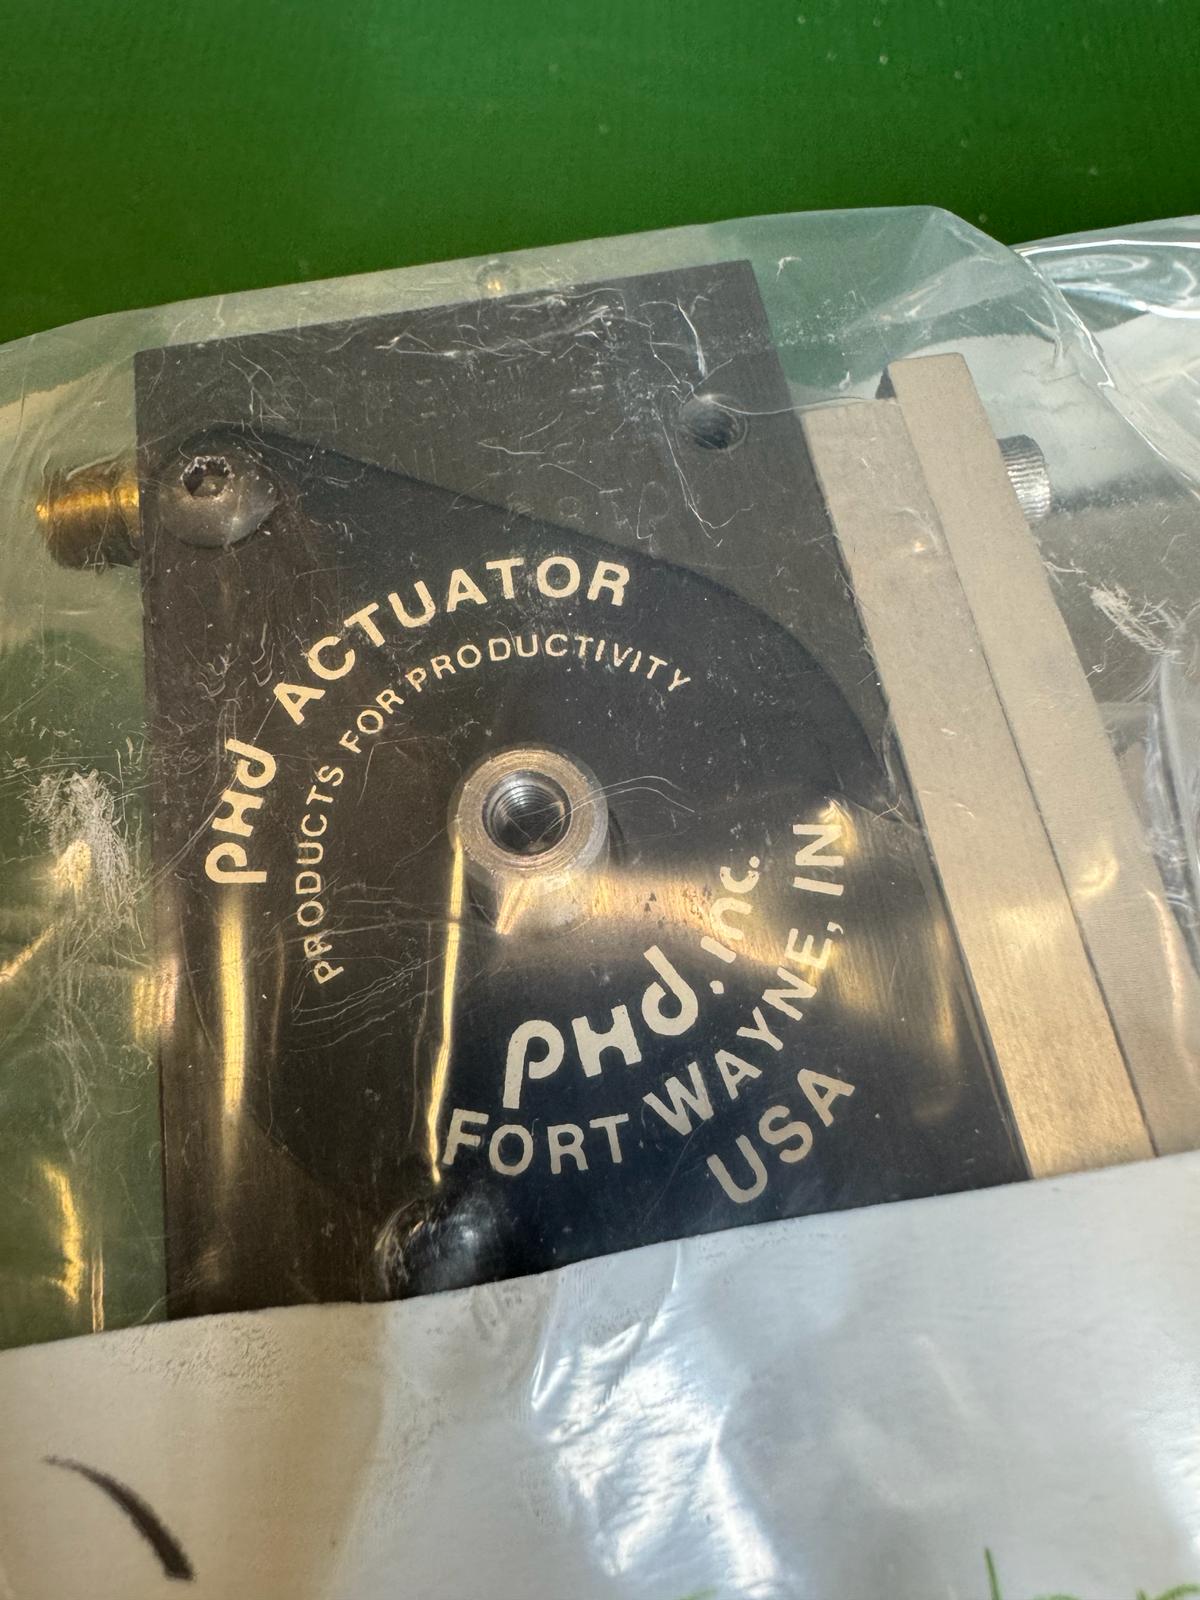 PHd ACTUATOR
PRODUCTS FOR PRODUCTIVITY
PHd. inc.
FORT WAYNE, IN
USA